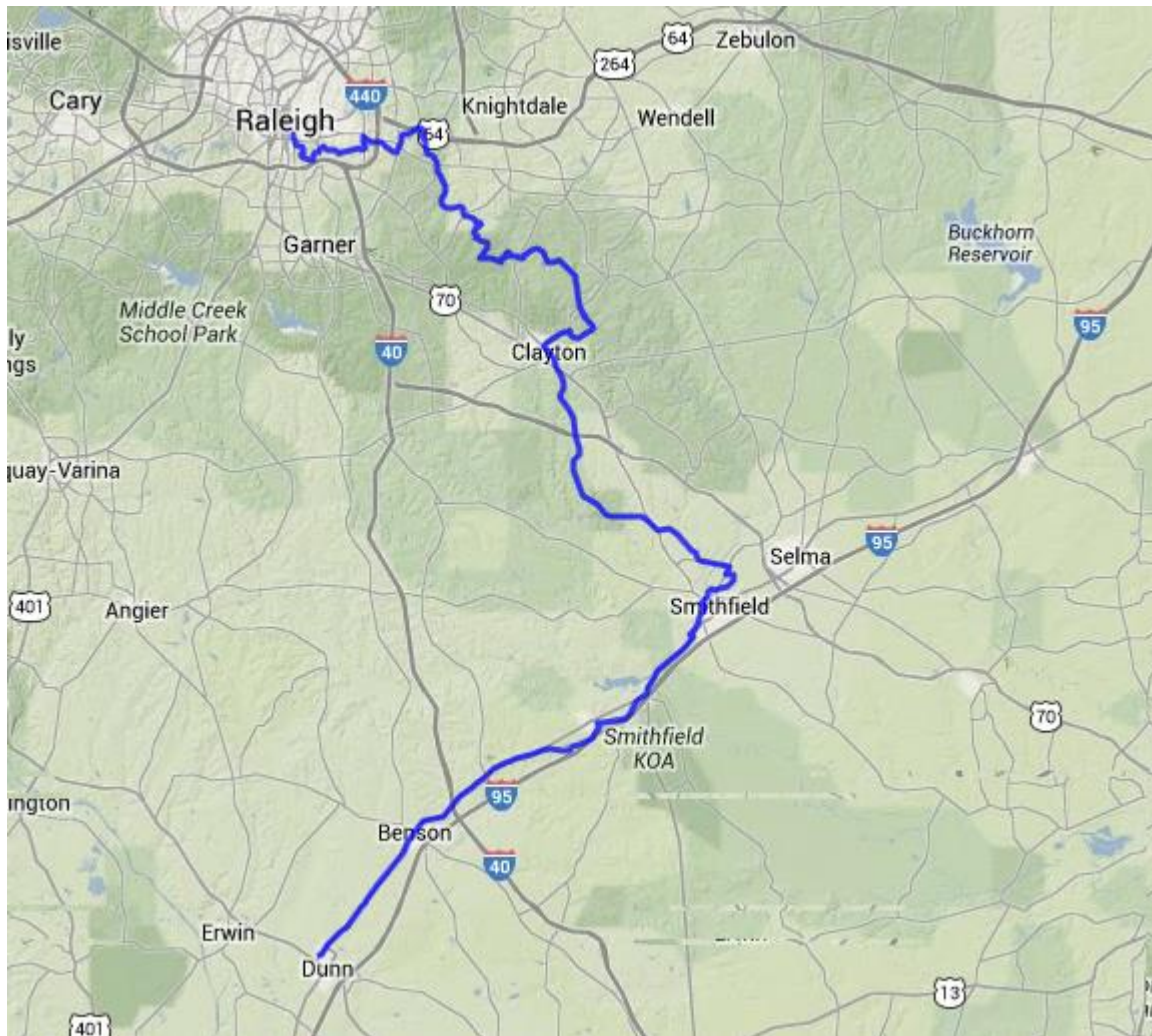 isville
64
Zebulon
264
Cary
440
Knightdale
Raleigh
64
Wendell
Garner
Buckhorn
Reservoir
70
Middle Creek
School Park
95
ly
ngs
40
Clayton
quay-Varina
95
Selma
401
Angier
Smithfield
70
Smithfield
KOA
95
ington
Benson
40
Erwin
Dunn
13
401